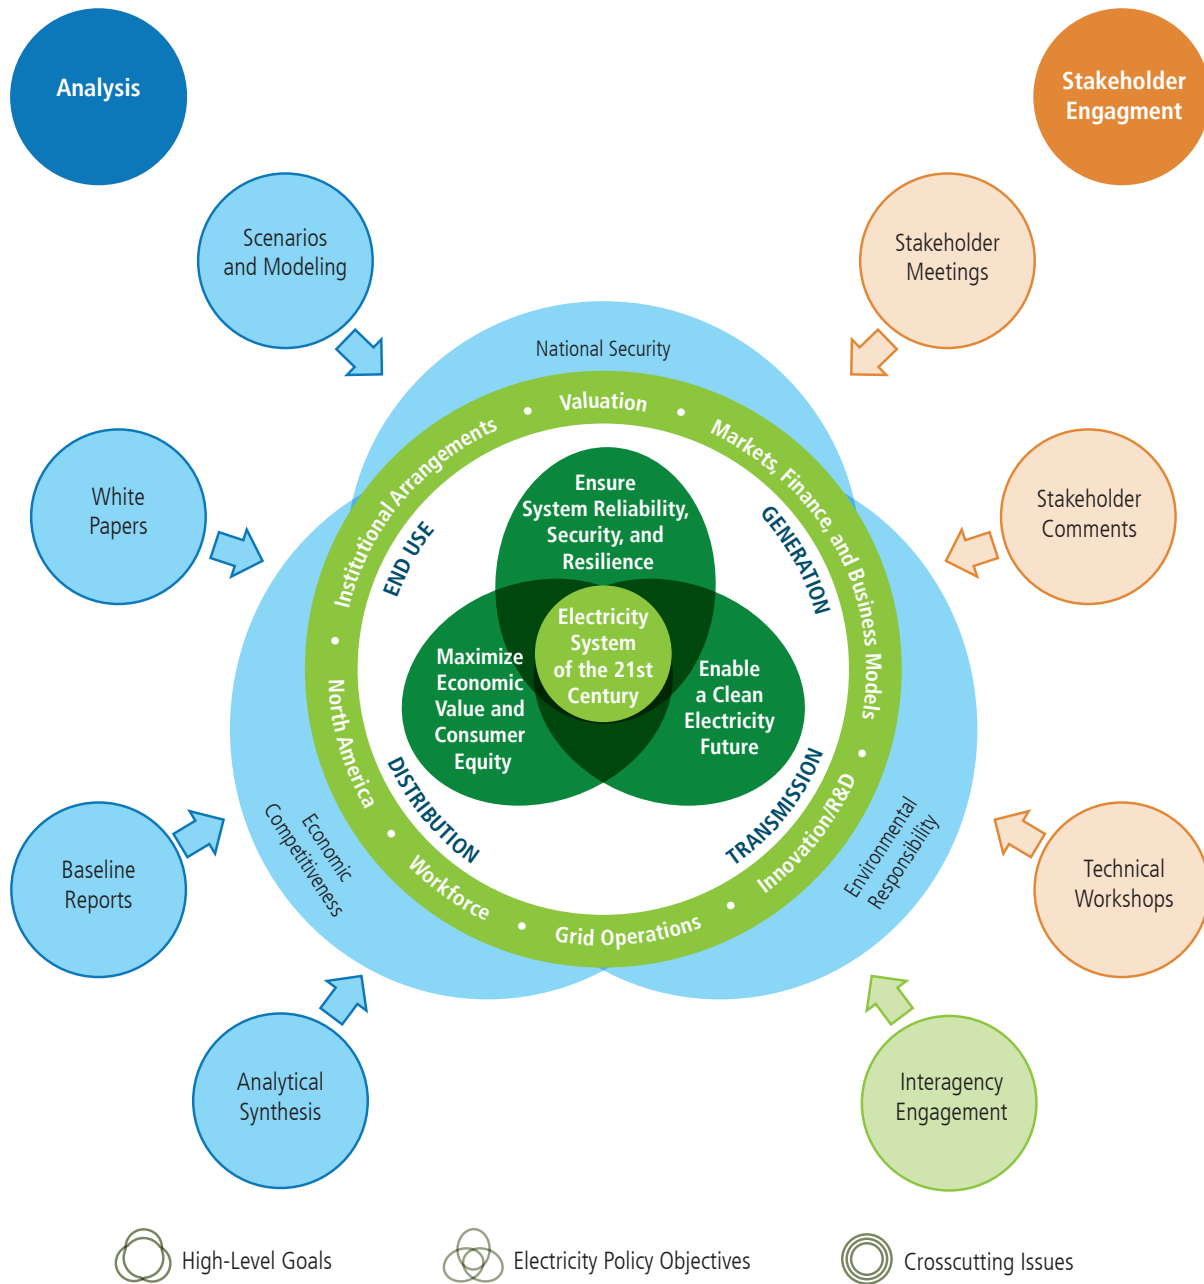 Analysis
Stakeholder
Engagment
Scenarios
and Modeling
Stakeholder
Meetings
White
Papers
Stakeholder
Comments
Baseline
Reports
Technical
Workshops
Analytical
Synthesis
Interagency
Engagement
National Security
Economic
Competitiveness
Environmental
Responsibility
Institutional Arrangements • Valuation • Markets, Finance, and Business Models • Innovation/R&D • Grid Operations • Workforce • North America •
END USE
GENERATION
DISTRIBUTION
TRANSMISSION
Ensure
System Reliability,
Security, and
Resilience
Electricity
System
of the 21st
Century
Maximize
Economic
Value and
Consumer
Equity
Enable
a Clean
Electricity
Future
High-Level Goals
Electricity Policy Objectives
Crosscutting Issues